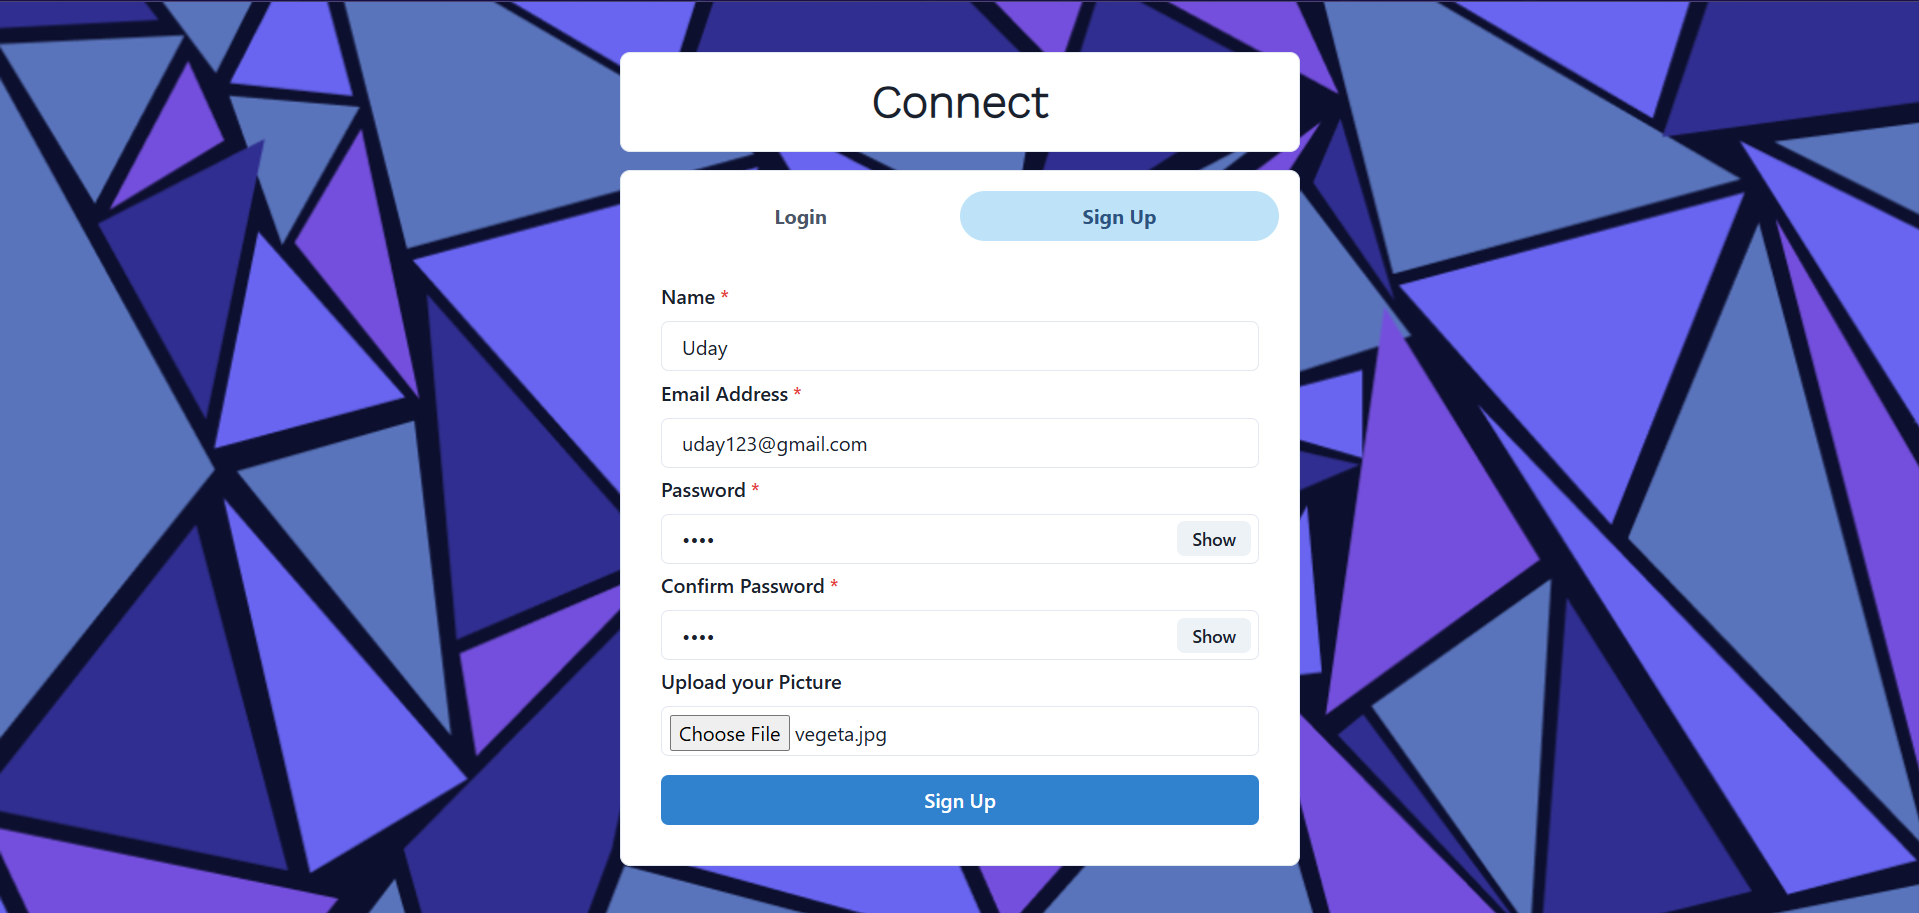 Connect
Login Sign Up
Name *
Uday
Email Address *
uday123@gmail.com
Password *
•••• Show
Confirm Password *
•••• Show
Upload your Picture
Choose File vegeta.jpg
Sign Up